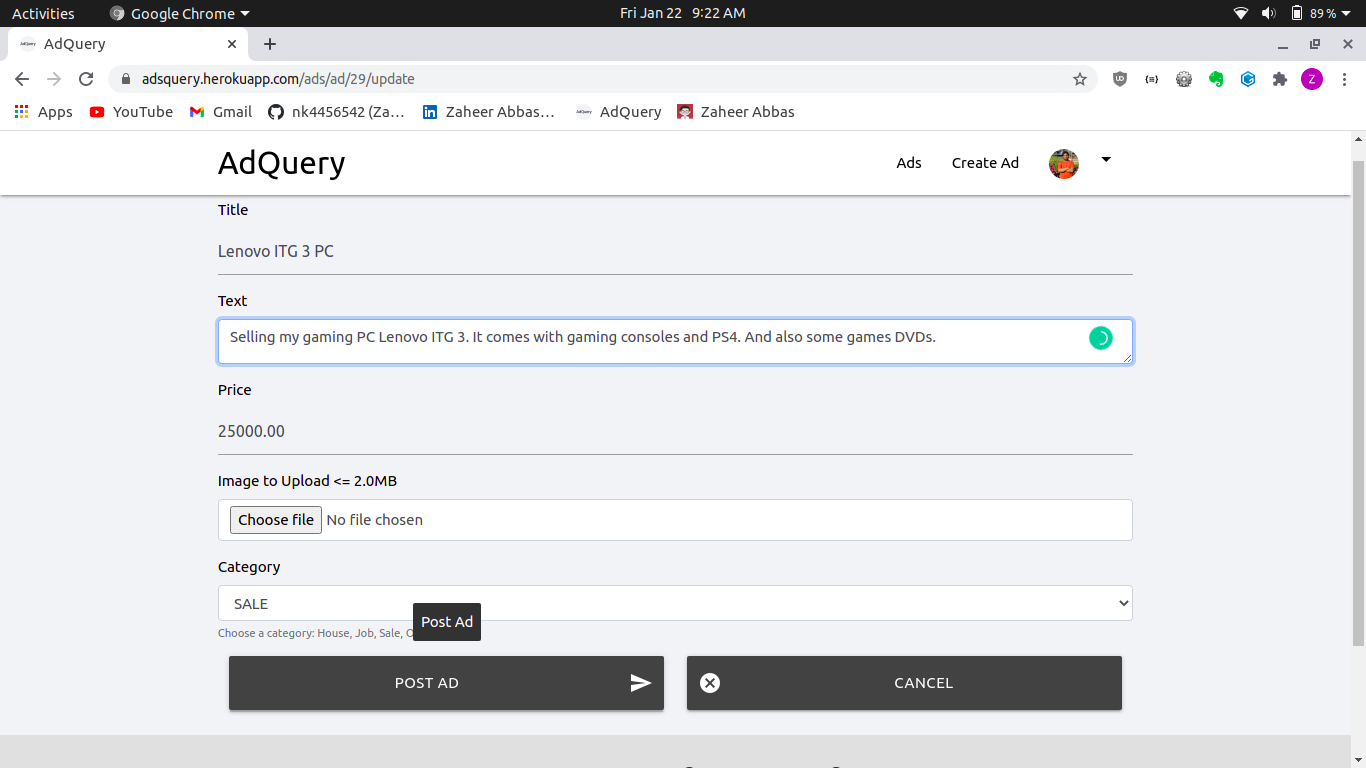 Activities Google Chrome Fri Jan 22 9:22 AM 89 %
AdQuery
adsquery.herokuapp.com/ads/ad/29/update Z
Apps YouTube Gmail nk4456542 (Za... Zaheer Abbas... AdQuery Zaheer Abbas
AdQuery Ads Create Ad
Title
Lenovo ITG 3 PC
Text
Selling my gaming PC Lenovo ITG 3. It comes with gaming consoles and PS4. And also some games DVDs.
Price
25000.00
Image to Upload <= 2.0MB
Choose file No file chosen
Category
SALE
Post Ad
Choose a category: House, Job, Sale, O
POST AD CANCEL